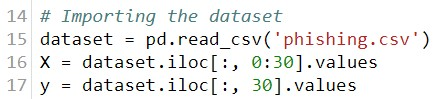 14 # Importing the dataset
15 dataset = pd.read_csv('phishing.csv')
16 X = dataset.iloc[:, 0:30].values
17 y = dataset.iloc[:, 30].values